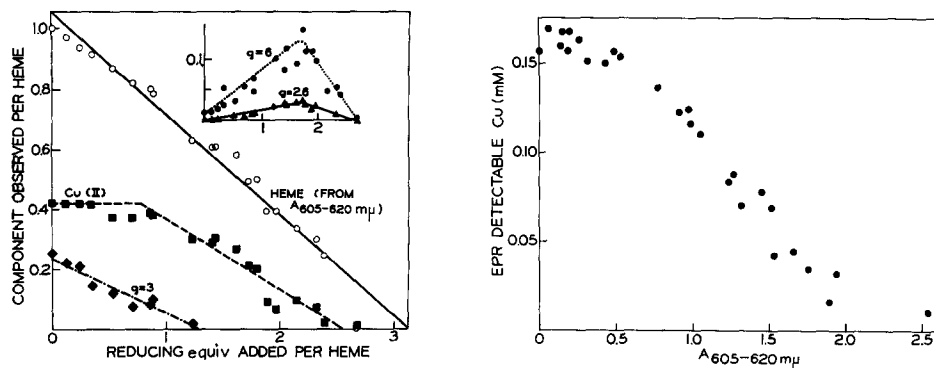 COMPONENT OBSERVED PER HEME
1.0
0.8
0.6
0.4
0.2
0
1
2
3
REDUCING equiv ADDED PER HEME
Cu (II)
g=3
HEME (FROM
A605-620 mμ)
0.1
g=6
g=2.6
1
2
EPR DETECTABLE Cu (mM)
0.20
0.15
0.10
0.05
0
0.5
1.0
1.5
2.0
2.5
A605-620mμ